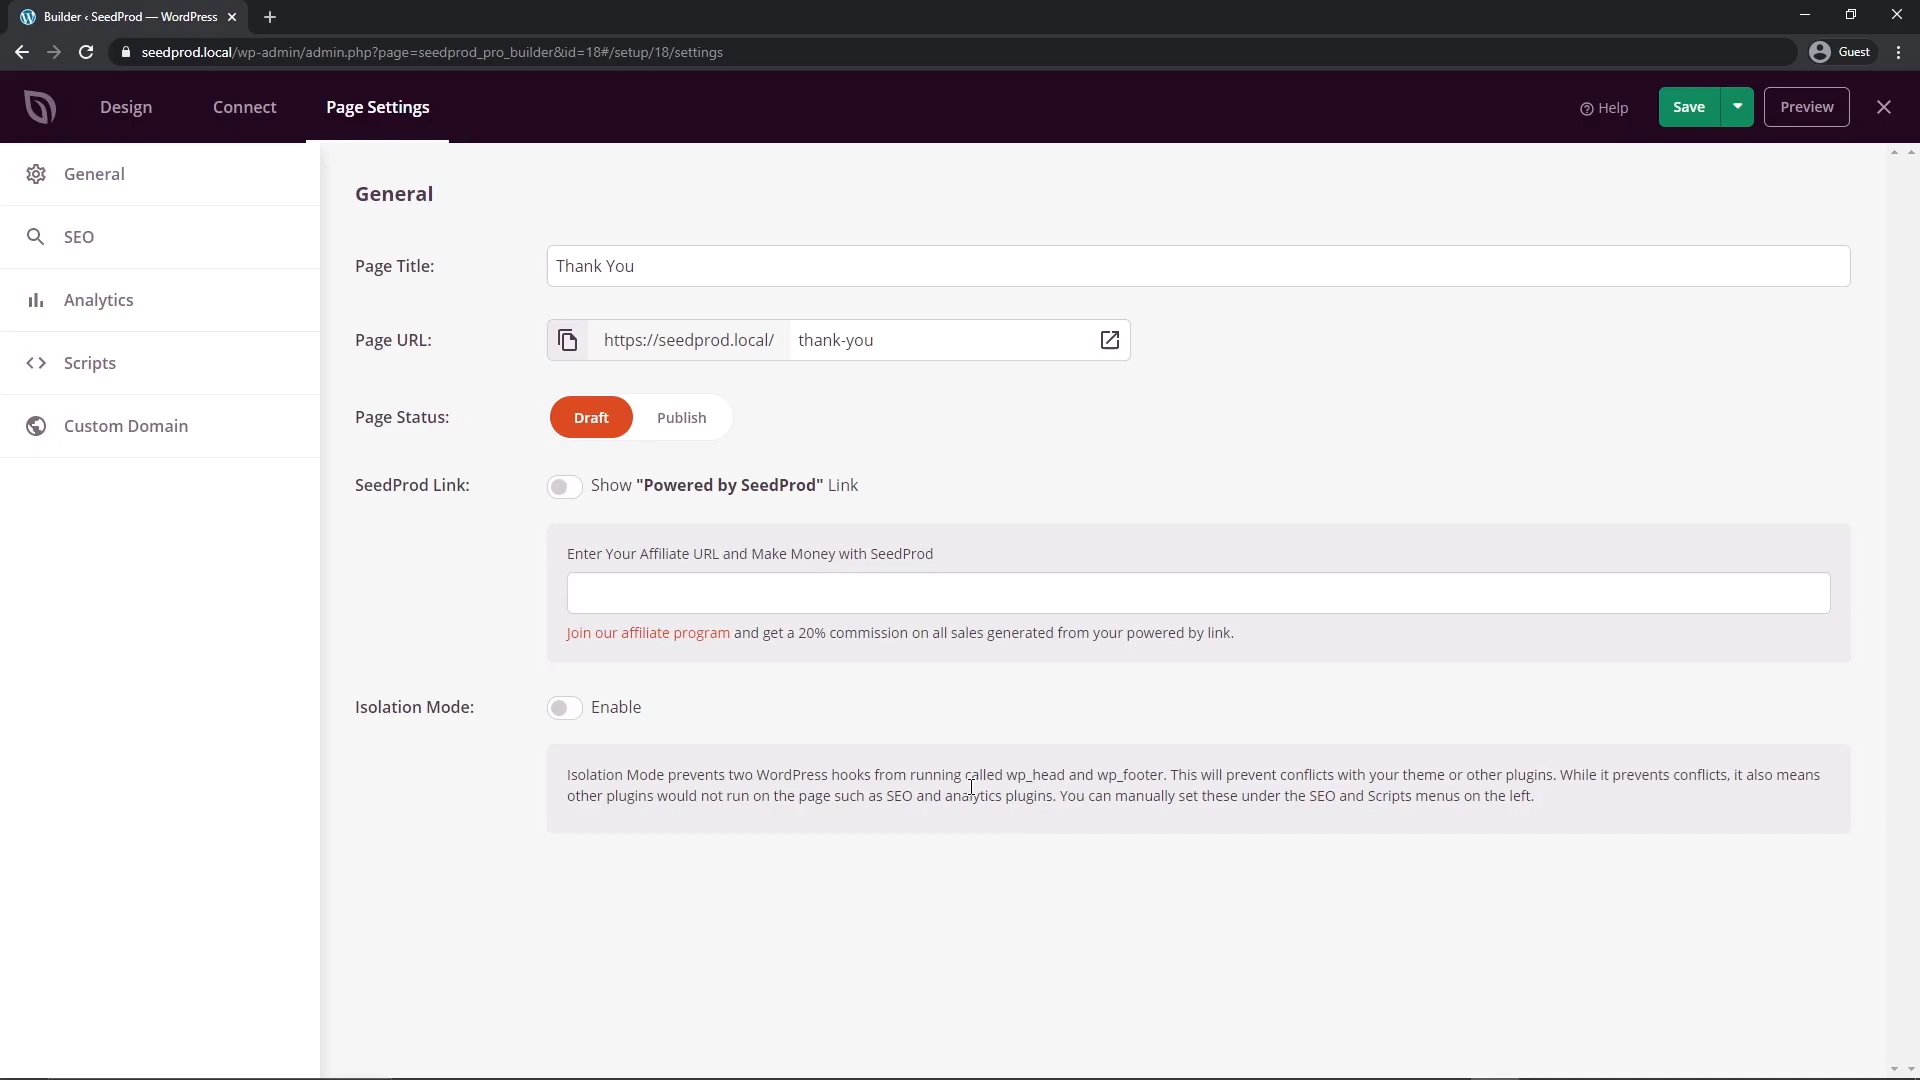 Builder ‹ SeedProd — WordPress
seedprod.local/wp-admin/admin.php?page=seedprod_pro_builder&id=18#/setup/18/settings
Guest
Design
Connect
Page Settings
Help
Save
Preview
General
SEO
Analytics
Scripts
Custom Domain
General
Page Title:
Thank You
Page URL:
https://seedprod.local/
thank-you
Page Status:
Draft
Publish
SeedProd Link:
Show "Powered by SeedProd" Link
Enter Your Affiliate URL and Make Money with SeedProd
Join our affiliate program and get a 20% commission on all sales generated from your powered by link.
Isolation Mode:
Enable
Isolation Mode prevents two WordPress hooks from running called wp_head and wp_footer. This will prevent conflicts with your theme or other plugins. While it prevents conflicts, it also means
other plugins would not run on the page such as SEO and analytics plugins. You can manually set these under the SEO and Scripts menus on the left.